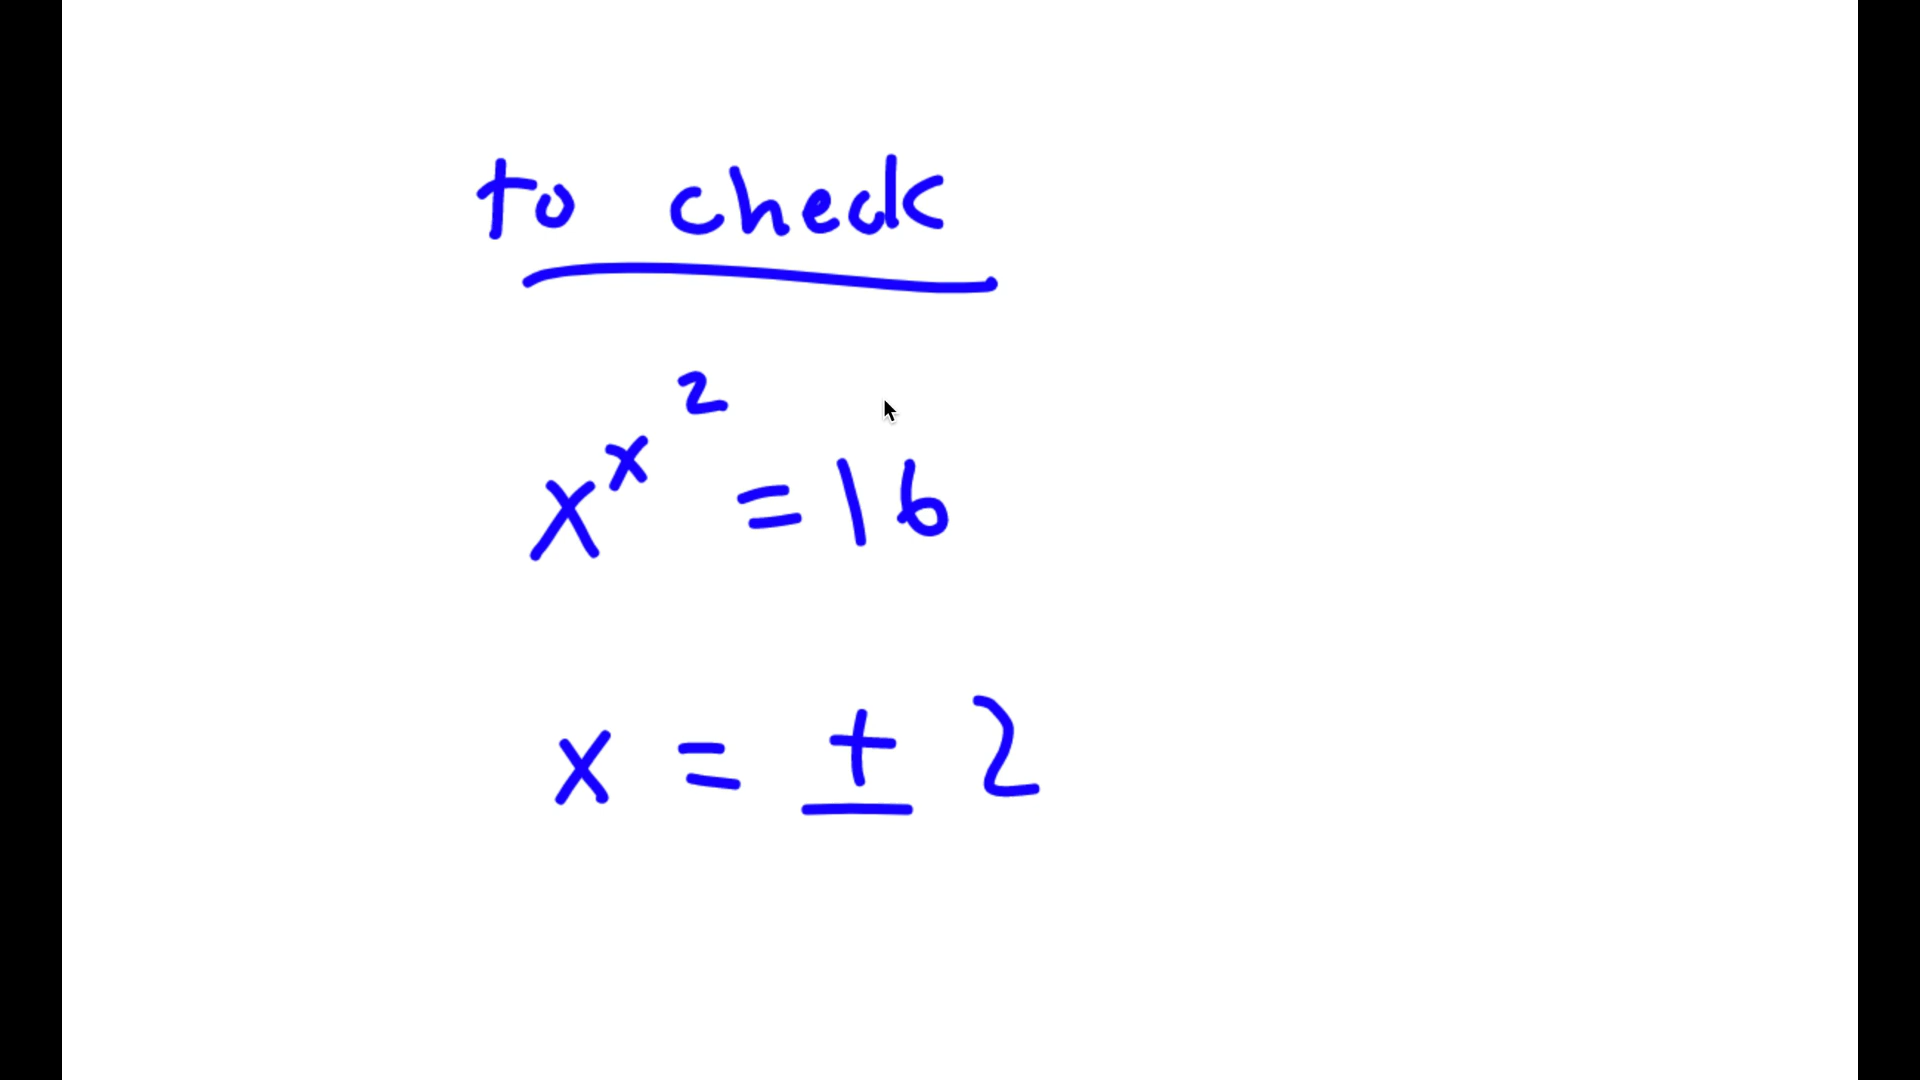 to check
x^x^2 = 16
x = ± 2